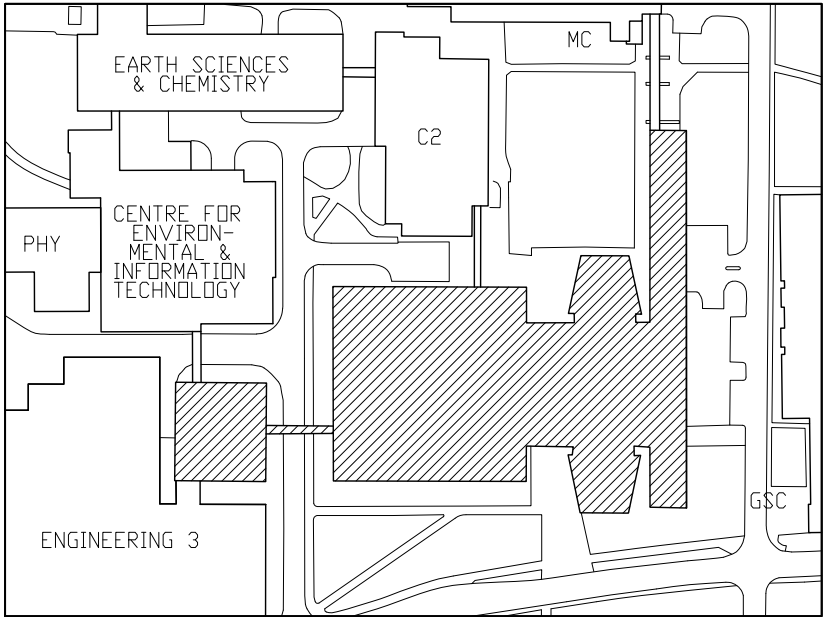 MC
EARTH SCIENCES
& CHEMISTRY
C2
CENTRE FOR
ENVIRON-
MENTAL &
INFORMATION
TECHNOLOGY
PHY
GSC
ENGINEERING 3